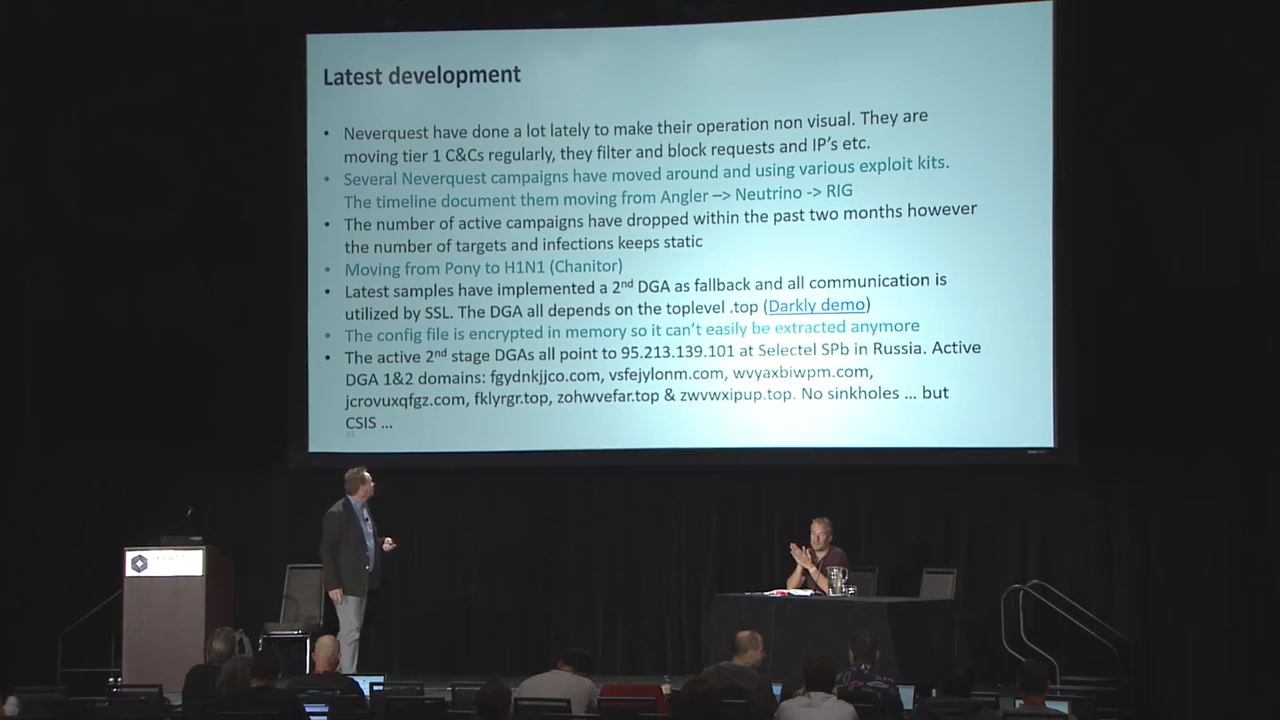 Latest development
• Neverquest have done a lot lately to make their operation non visual. They are
moving tier 1 C&Cs regularly, they filter and block requests and IP's etc.
• Several Neverquest campaigns have moved around and using various exploit kits.
The timeline document them moving from Angler –> Neutrino -> RIG
• The number of active campaigns have dropped within the past two months however
the number of targets and infections keeps static
• Moving from Pony to H1N1 (Chanitor)
• Latest samples have implemented a 2nd DGA as fallback and all communication is
utilized by SSL. The DGA all depends on the toplevel .top (Darkly demo)
• The config file is encrypted in memory so it can't easily be extracted anymore
• The active 2nd stage DGAs all point to 95.213.139.101 at Selectel SPb in Russia. Active
DGA 1&2 domains: fgydnkjjco.com, vsfejylonm.com, wvyaxbiwpm.com,
jcrovuxqfgz.com, fklyrgr.top, zohwvefar.top & zwvwxipup.top. No sinkholes ... but
CSIS ...